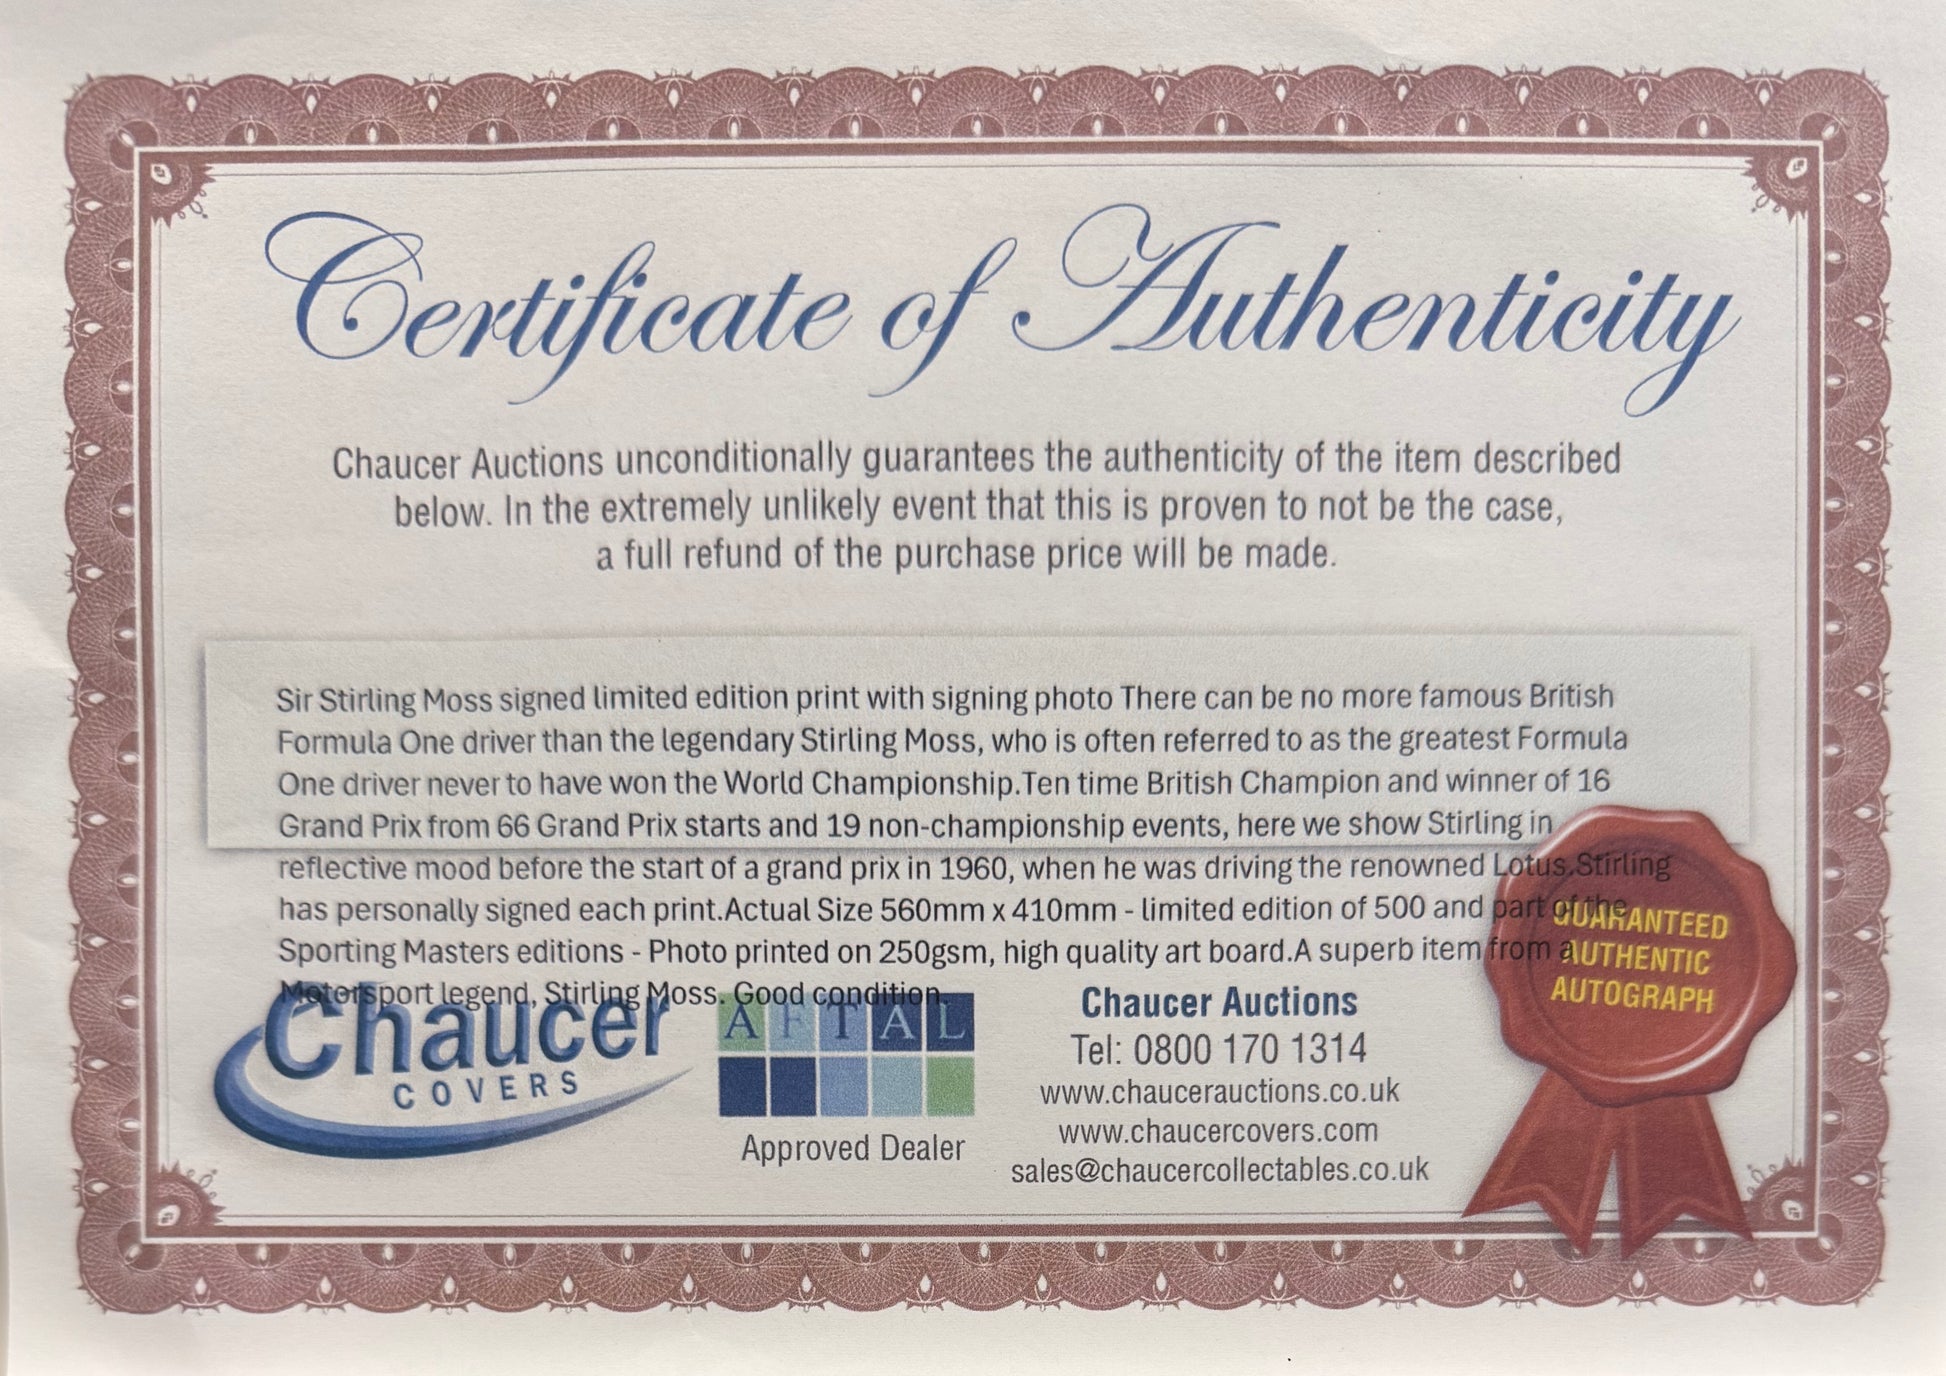 Certificate of Authenticity
Chaucer Auctions unconditionally guarantees the authenticity of the item described
below. In the extremely unlikely event that this is proven to not be the case,
a full refund of the purchase price will be made.
Sir Stirling Moss signed limited edition print with signing photo There can be no more famous British
Formula One driver than the legendary Stirling Moss, who is often referred to as the greatest Formula
One driver never to have won the World Championship.Ten time British Champion and winner of 16
Grand Prix from 66 Grand Prix starts and 19 non-championship events, here we show Stirling in
reflective mood before the start of a grand prix in 1960, when he was driving the renowned Lotus.Stirling
has personally signed each print.Actual Size 560mm x 410mm - limited edition of 500 and part of the
Sporting Masters editions - Photo printed on 250gsm, high quality art board.A superb item from a
Motorsport legend, Stirling Moss. Good condition.
Chaucer
COVERS
AFTAL
Approved Dealer
Chaucer Auctions
Tel: 0800 170 1314
www.chaucerauctions.co.uk
www.chaucercovers.com
sales@chaucercollectables.co.uk
GUARANTEED
AUTHENTIC
AUTOGRAPH